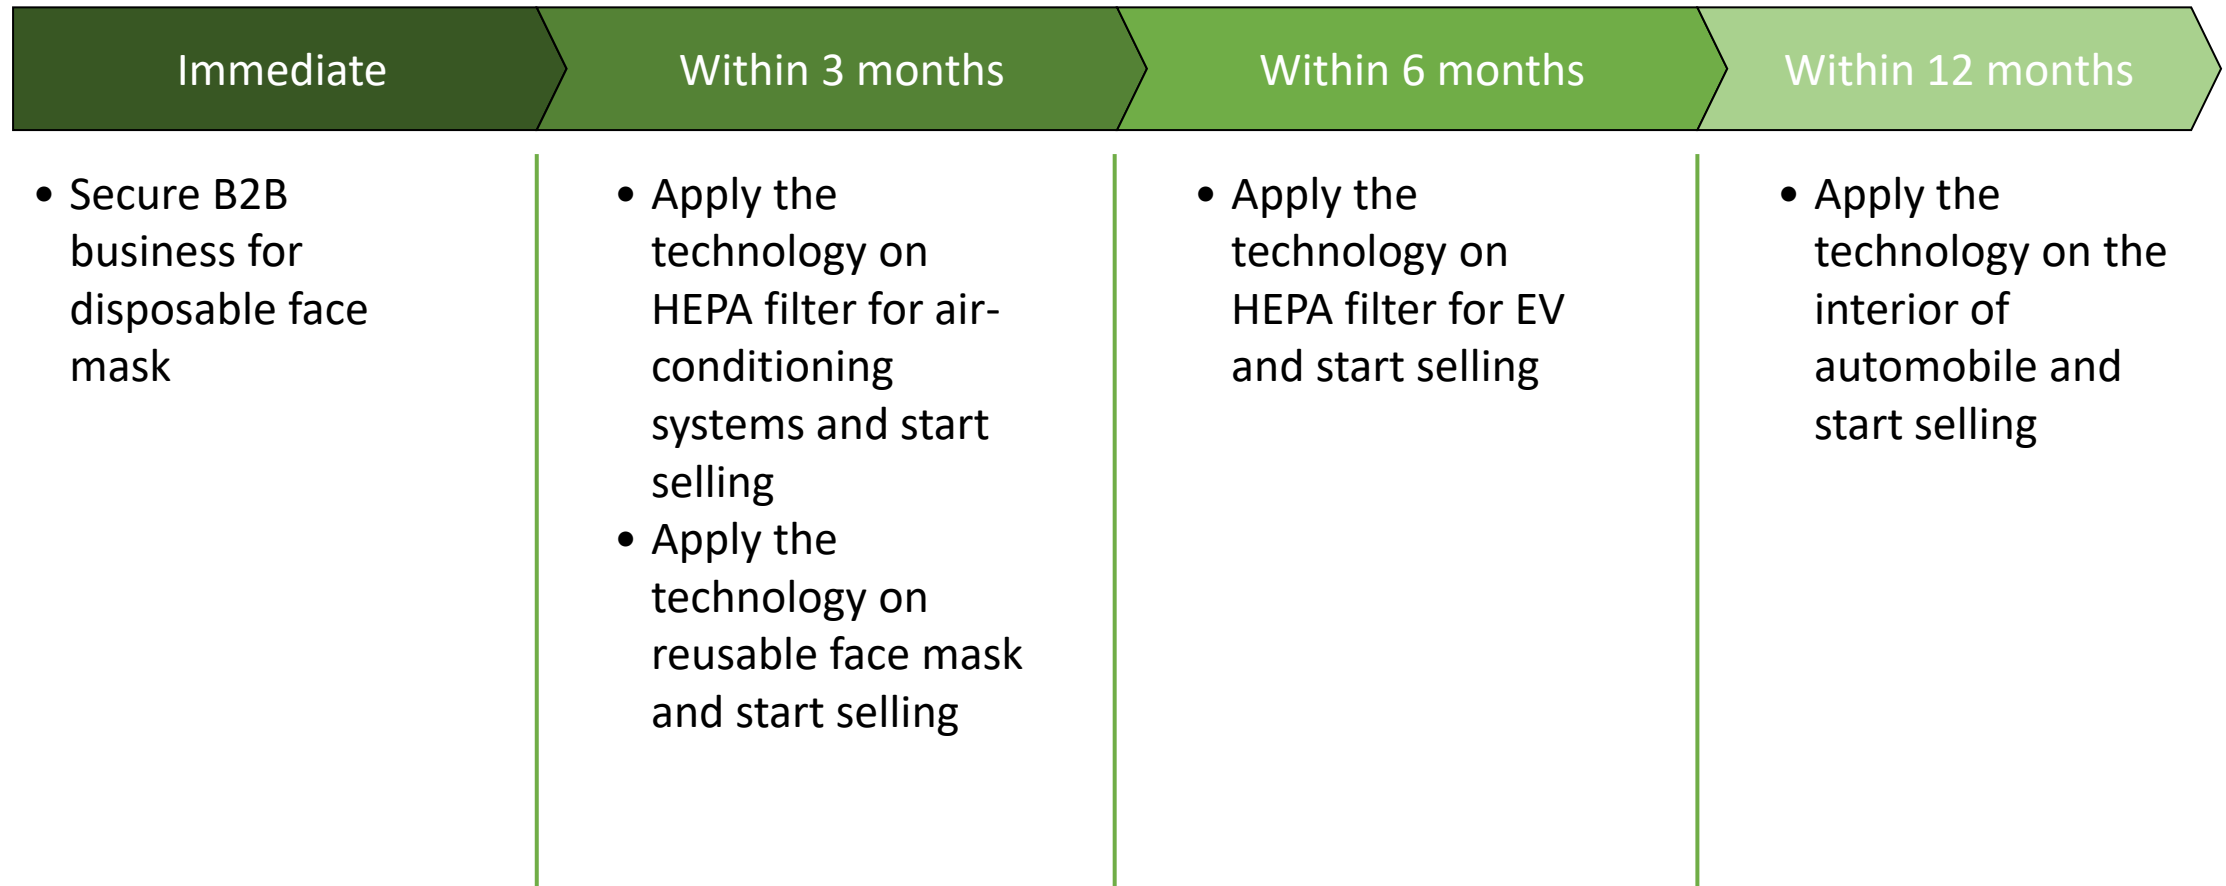 Immediate
Within 3 months
Within 6 months
Within 12 months
• Secure B2B
business for
disposable face
mask
• Apply the
technology on
HEPA filter for air-
conditioning
systems and start
selling
• Apply the
technology on
reusable face mask
and start selling
• Apply the
technology on
HEPA filter for EV
and start selling
• Apply the
technology on the
interior of
automobile and
start selling